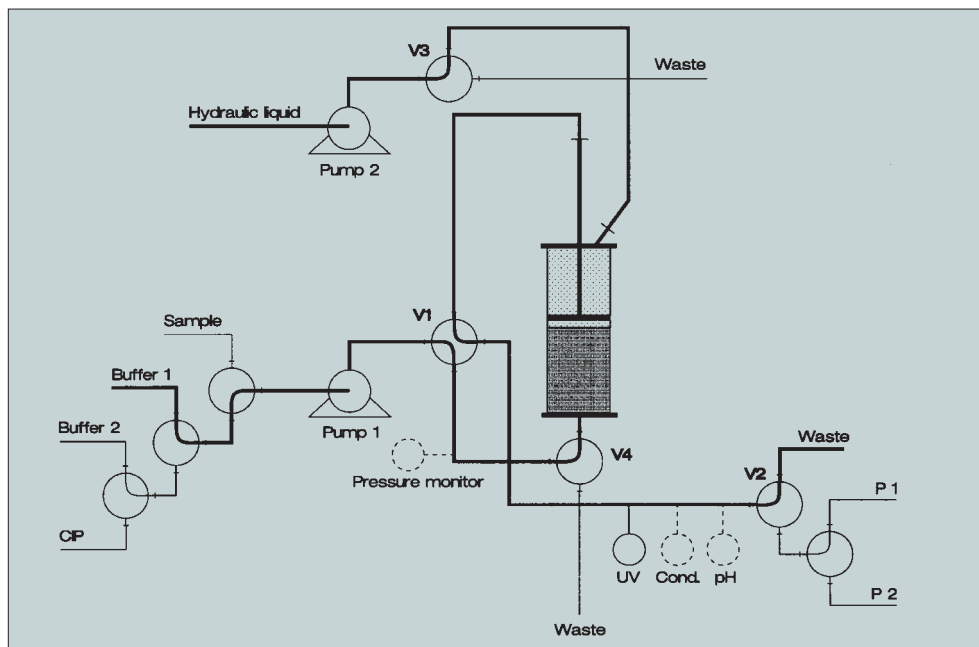 V3
Waste
Hydraulic liquid
Pump 2
V1
Sample
Buffer 1
Pump 1
Buffer 2
V4
Waste
Pressure monitor
V2
P 1
CIP
UV
Cond.
pH
P 2
Waste